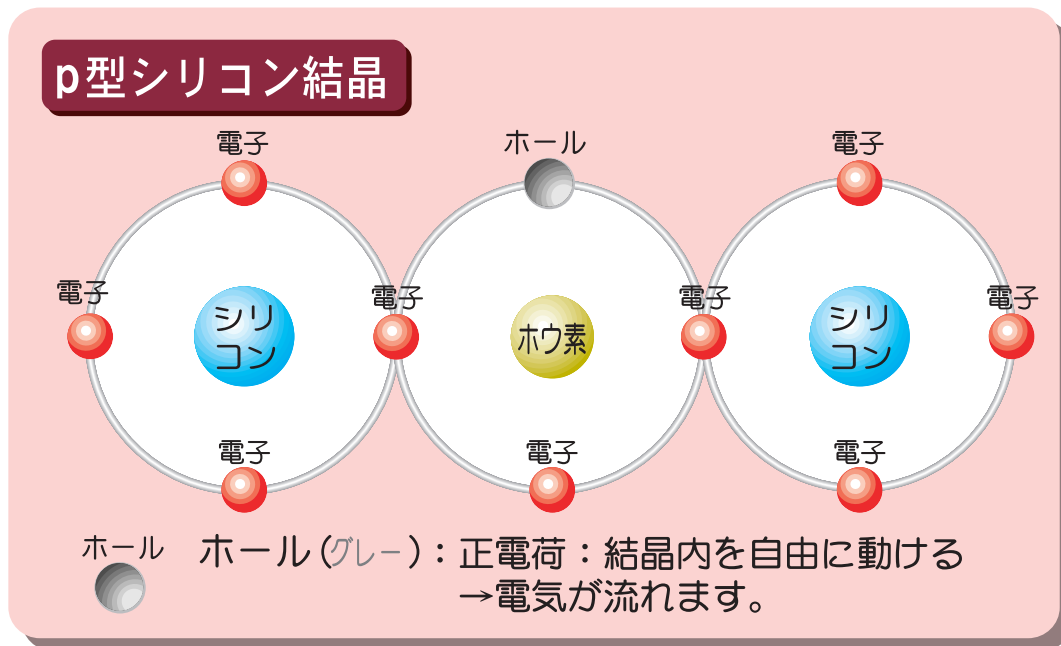 p型シリコン結晶
電子
ホール
電子
電子
電子
電子
電子
シリ
コン
ホウ素
シリ
コン
電子
電子
電子
ホール
ホール(グレー):正電荷:結晶内を自由に動ける
→電気が流れます。